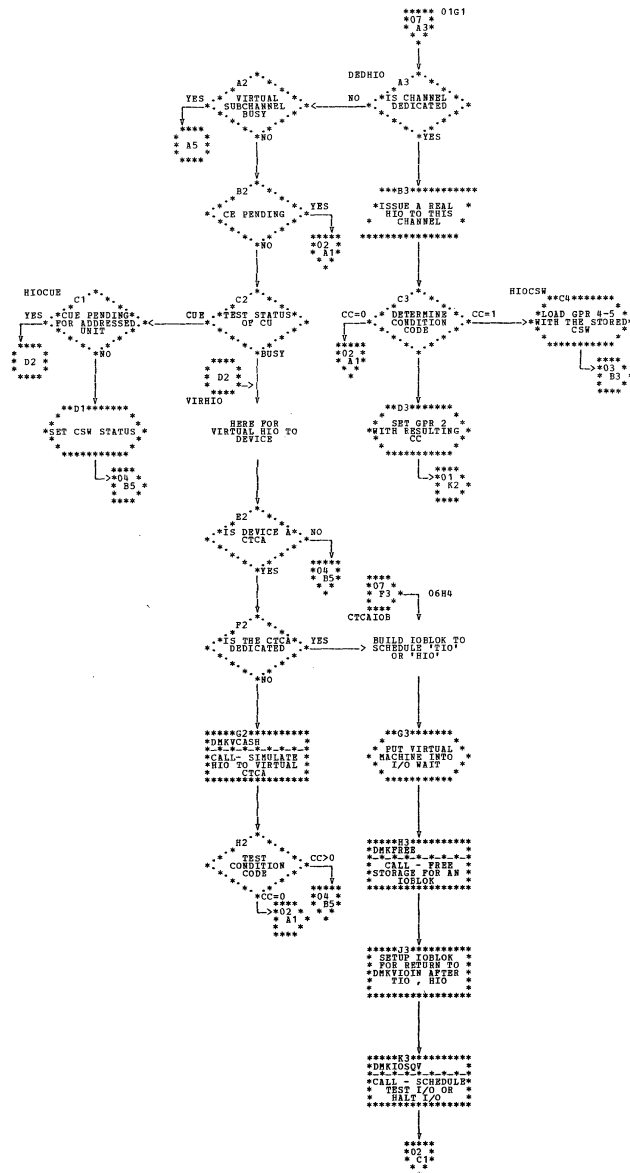 01G1
07
A3
DEDHIO
A2
A3
YES
VIRTUAL
SUBCHANNEL
BUSY
NO
IS CHANNEL
DEDICATED
A5
NO
YES
B2
B3
CE PENDING
YES
ISSUE A REAL
HIO TO THIS
CHANNEL
02
A1
NO
HIOCUE
C1
C2
C3
HIOCSW
C4
YES
CUE PENDING
FOR ADDRESSED
UNIT
CUE
TEST STATUS
OF CU
CC=0
DETERMINE
CONDITION
CODE
CC=1
LOAD GPR 4-5
WITH THE STORED
CSW
D2
NO
BUSY
02
A1
03
B3
D2
VIRHIO
D1
SET CSW STATUS
HERE FOR
VIRTUAL HIO TO
DEVICE
D3
SET GPR 2
WITH RESULTING
CC
04
B5
01
K2
E2
IS DEVICE A
CTCA
NO
YES
04
B5
07
F3
06H4
CTCAIOB
F2
IS THE CTCA
DEDICATED
YES
BUILD IOBLOK TO
SCHEDULE 'TIO'
OR 'HIO'
NO
G2
DMKVCASH
CALL- SIMULATE
HIO TO VIRTUAL
CTCA
G3
PUT VIRTUAL
MACHINE INTO
I/O WAIT
H2
TEST
CONDITION
CODE
CC>0
CC=0
04
B5
02
A1
H3
DMKFREE
CALL - FREE
STORAGE FOR AN
IOBLOK
J3
SETUP IOBLOK
FOR RETURN TO
DMKVIOIN AFTER
TIO , HIO
K3
DMKIOSQV
CALL - SCHEDULE
TEST I/O OR
HALT I/O
02
C1